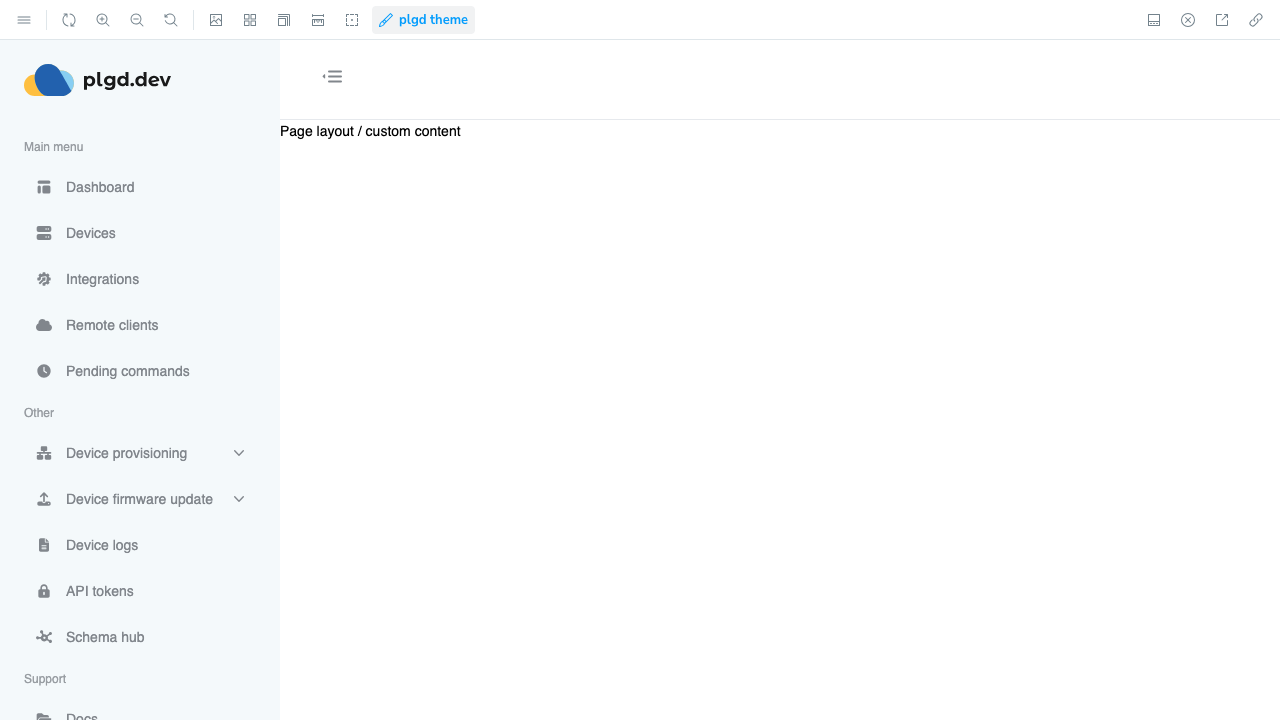 plgd theme
plgd.dev
Page layout / custom content
Main menu
Dashboard
Devices
Integrations
Remote clients
Pending commands
Other
Device provisioning
Device firmware update
Device logs
API tokens
Schema hub
Support
Docs